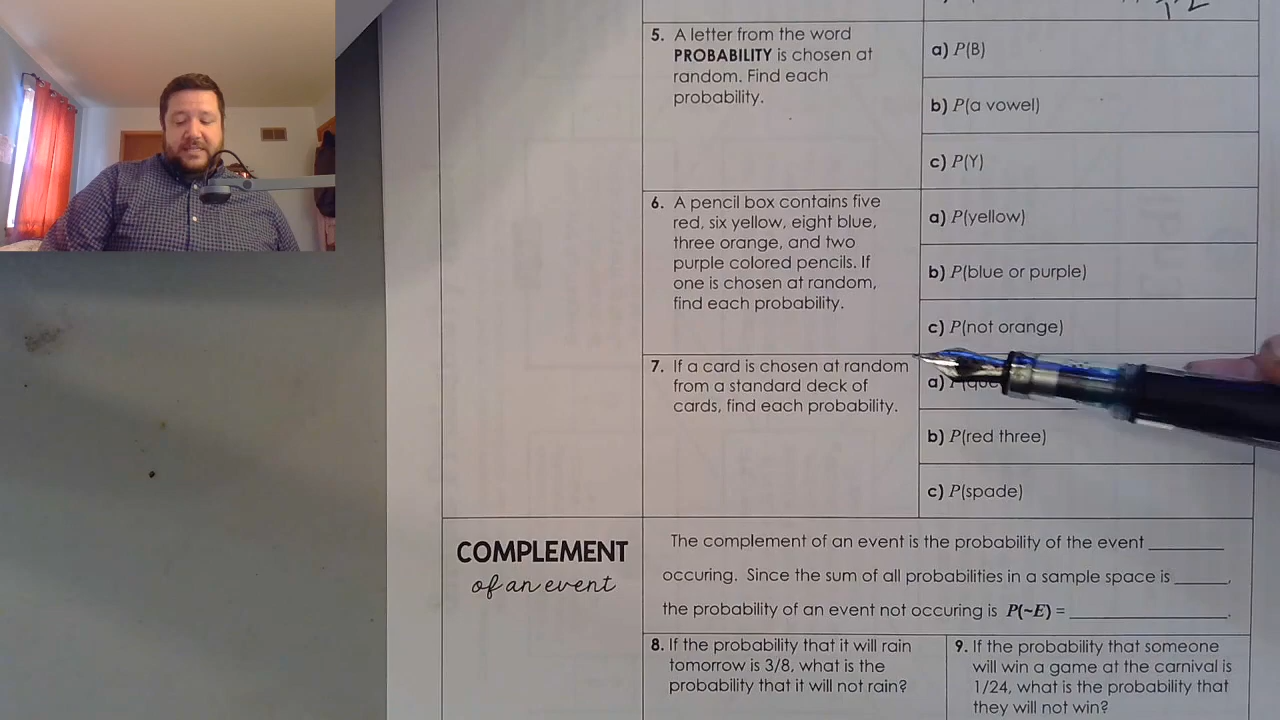 5. A letter from the word
PROBABILITY is chosen at
random. Find each
probability.
a) P(B)
b) P(a vowel)
c) P(Y)
6. A pencil box contains five
red, six yellow, eight blue,
three orange, and two
purple colored pencils. If
one is chosen at random,
find each probability.
a) P(yellow)
b) P(blue or purple)
c) P(not orange)
7. If a card is chosen at random
from a standard deck of
cards, find each probability.
a)
b) P(red three)
c) P(spade)
COMPLEMENT
of an event
The complement of an event is the probability of the event ________
occuring. Since the sum of all probabilities in a sample space is ______,
the probability of an event not occuring is P(~E) = _________________.
8. If the probability that it will rain
tomorrow is 3/8, what is the
probability that it will not rain?
9. If the probability that someone
will win a game at the carnival is
1/24, what is the probability that
they will not win?